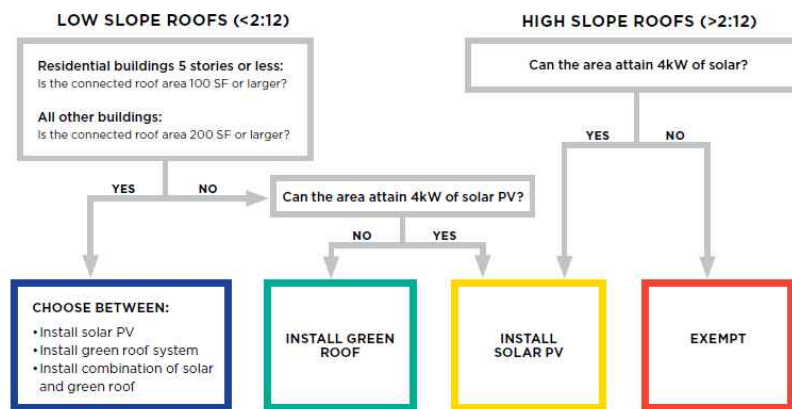 LOW SLOPE ROOFS (<2:12)
HIGH SLOPE ROOFS (>2:12)
Residential buildings 5 stories or less:
Is the connected roof area 100 SF or larger?
All other buildings:
Is the connected roof area 200 SF or larger?
Can the area attain 4kW of solar?
YES
NO
YES
NO
Can the area attain 4kW of solar PV?
NO
YES
CHOOSE BETWEEN:
•Install solar PV
•Install green roof system
•Install combination of solar
and green roof
INSTALL GREEN
ROOF
INSTALL
SOLAR PV
EXEMPT